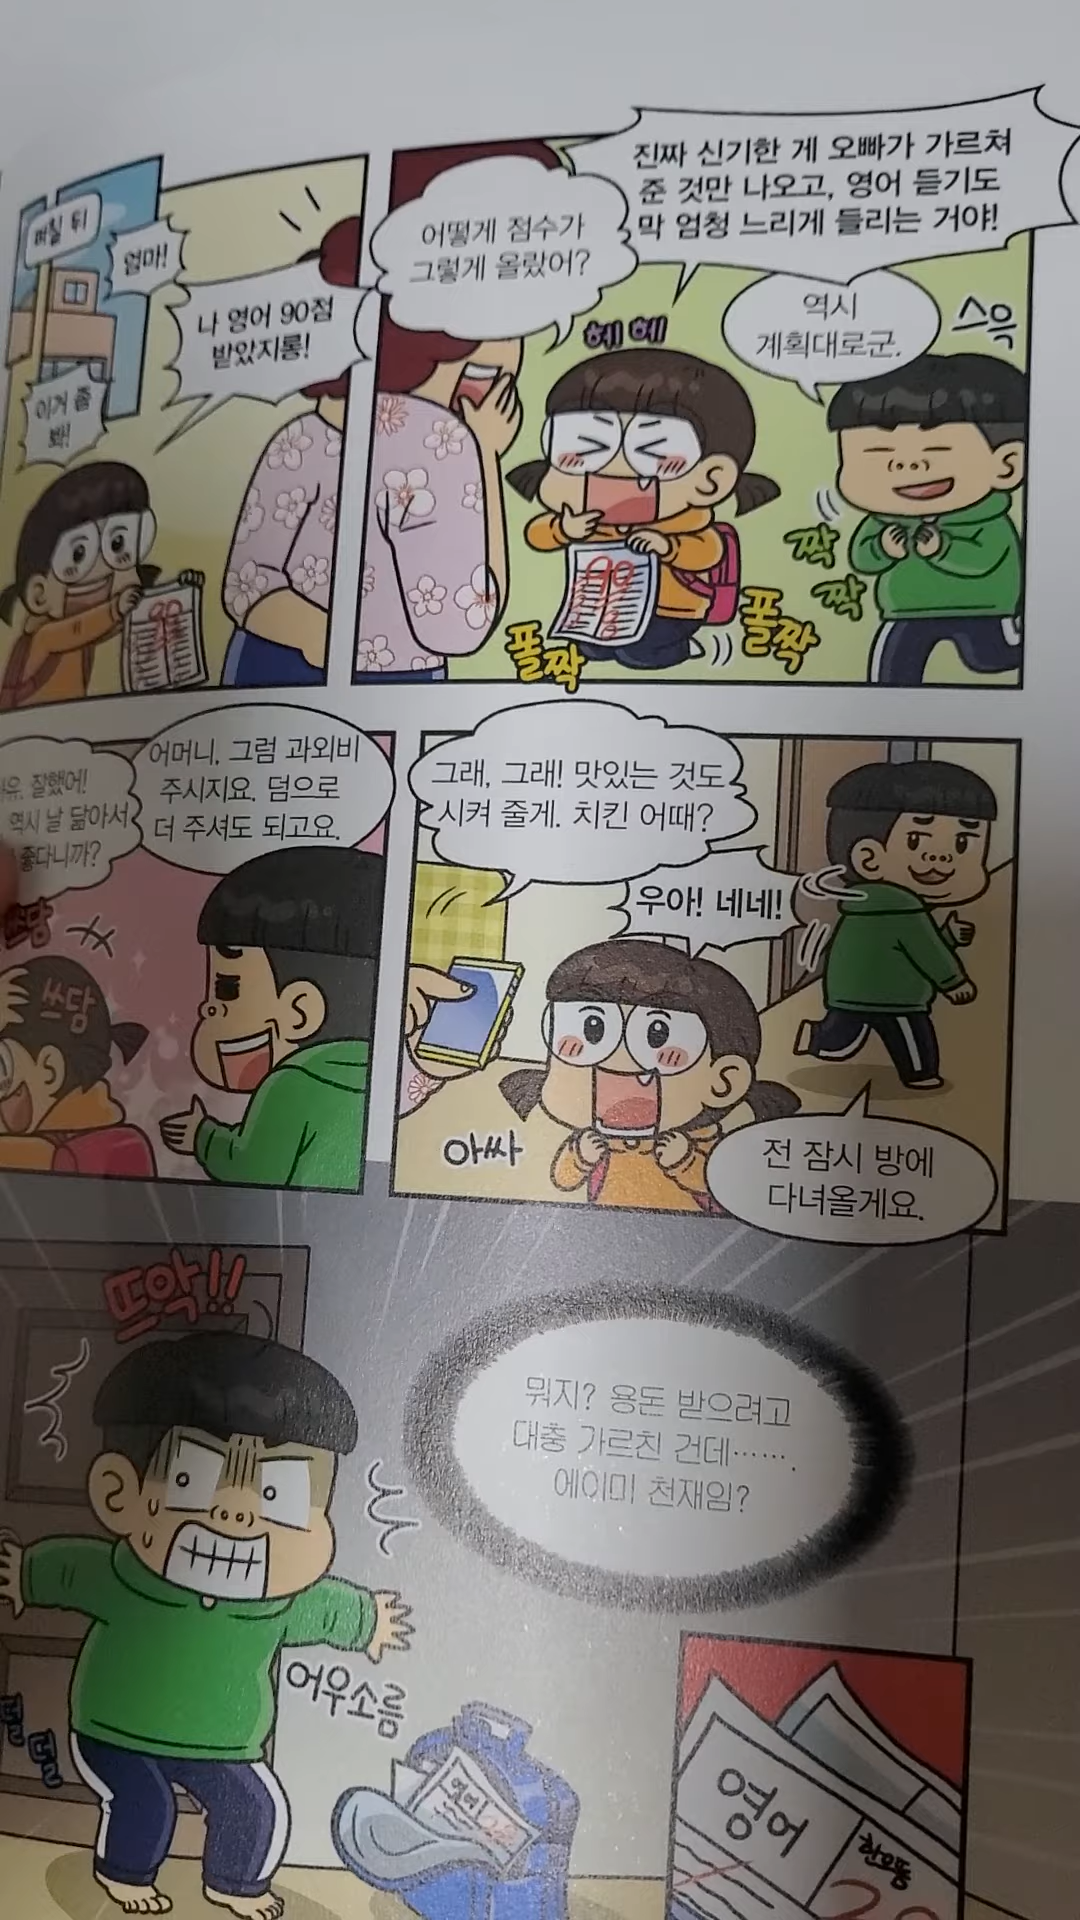 며칠 뒤
엄마!
나 영어 90점
받았지롱!
이거 좀
봐!
90
어떻게 점수가
그렇게 올랐어?
진짜 신기한 게 오빠가 가르쳐
준 것만 나오고, 영어 듣기도
막 엄청 느리게 들리는 거야!
헤헤
역시
계획대로군.
스윽
90
짝
짝
폴짝
폴짝
잘했어!
역시 날 닮아서
좋다니까?
어머니, 그럼 과외비
주시지요. 덤으로
더 주셔도 되고요.
쓰담
쓰담
그래, 그래! 맛있는 것도
시켜 줄게. 치킨 어때?
우아! 네네!
아싸
전 잠시 방에
다녀올게요.
뜨악!!
뭐지? 용돈 받으려고
대충 가르친 건데…….
에이미 천재임?
어우소름
덜
덜
영어